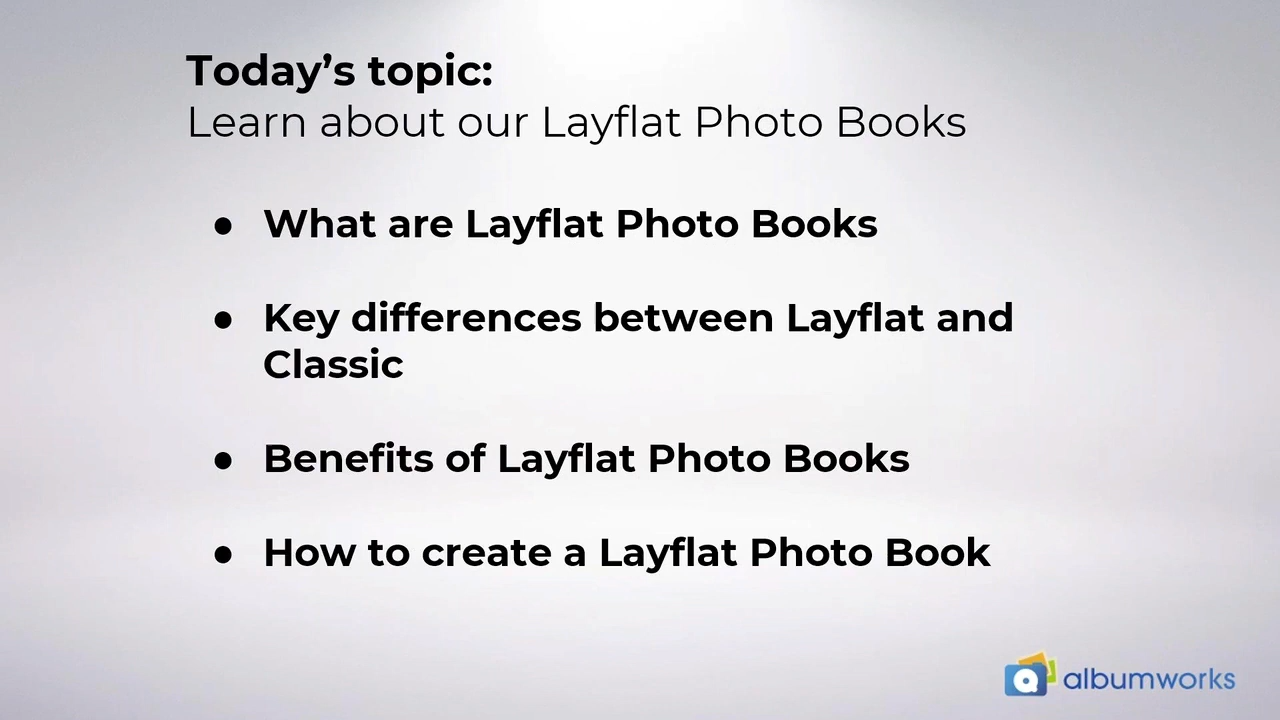 Today’s topic:
Learn about our Layflat Photo Books
● What are Layflat Photo Books
● Key differences between Layflat and
Classic
● Benefits of Layflat Photo Books
● How to create a Layflat Photo Book
a albumworks